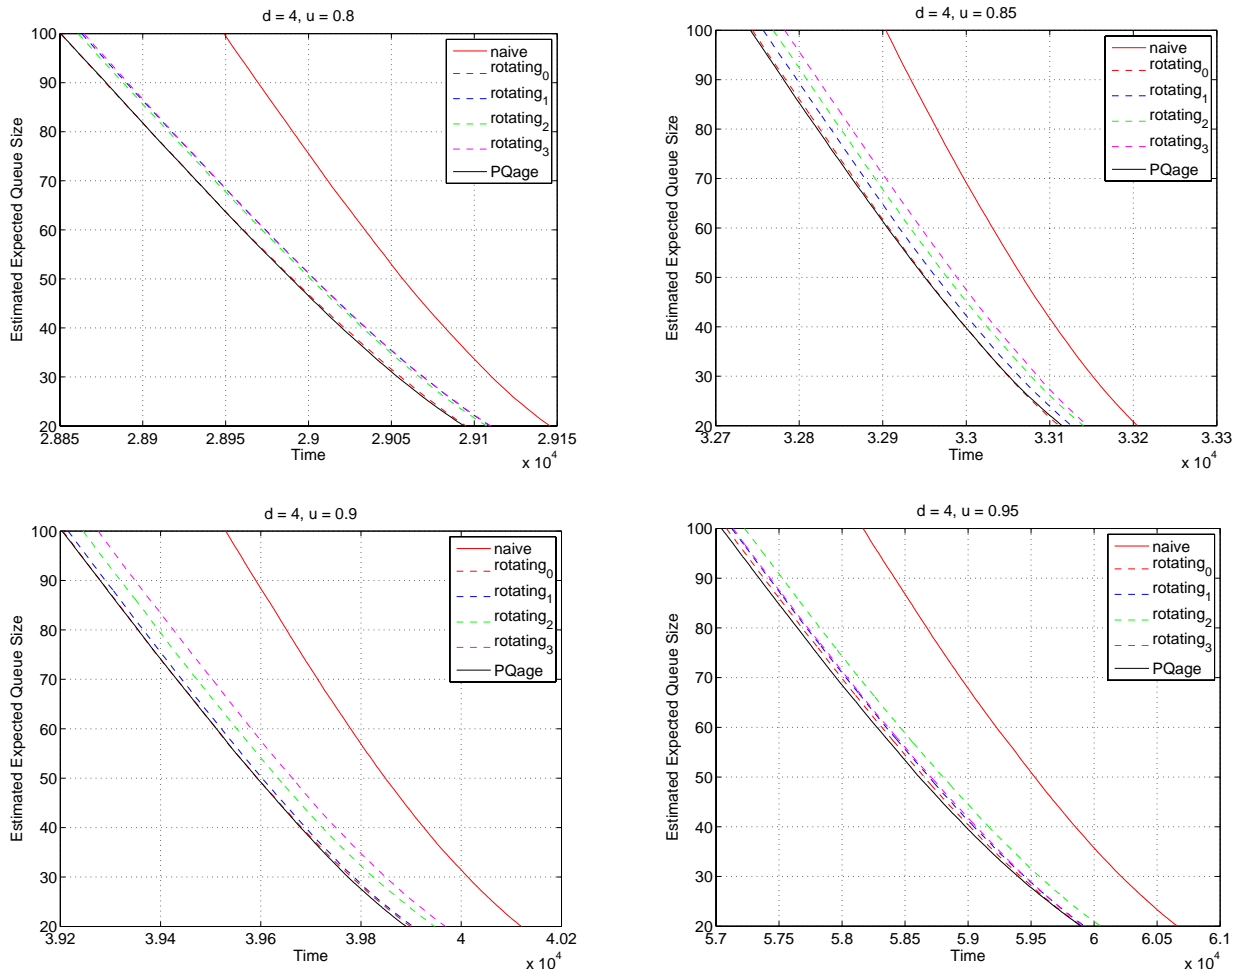 d = 4, u = 0.8
Estimated Expected Queue Size
100
90
80
70
60
50
40
30
20
naive
rotating0
rotating1
rotating2
rotating3
PQage
2.885 2.89 2.895 2.9 2.905 2.91 2.915
Time
x 10^4
d = 4, u = 0.85
Estimated Expected Queue Size
100
90
80
70
60
50
40
30
20
naive
rotating0
rotating1
rotating2
rotating3
PQage
3.27 3.28 3.29 3.3 3.31 3.32 3.33
Time
x 10^4
d = 4, u = 0.9
Estimated Expected Queue Size
100
90
80
70
60
50
40
30
20
naive
rotating0
rotating1
rotating2
rotating3
PQage
3.92 3.94 3.96 3.98 4 4.02
Time
x 10^4
d = 4, u = 0.95
Estimated Expected Queue Size
100
90
80
70
60
50
40
30
20
naive
rotating0
rotating1
rotating2
rotating3
PQage
5.7 5.75 5.8 5.85 5.9 5.95 6 6.05 6.1
Time
x 10^4